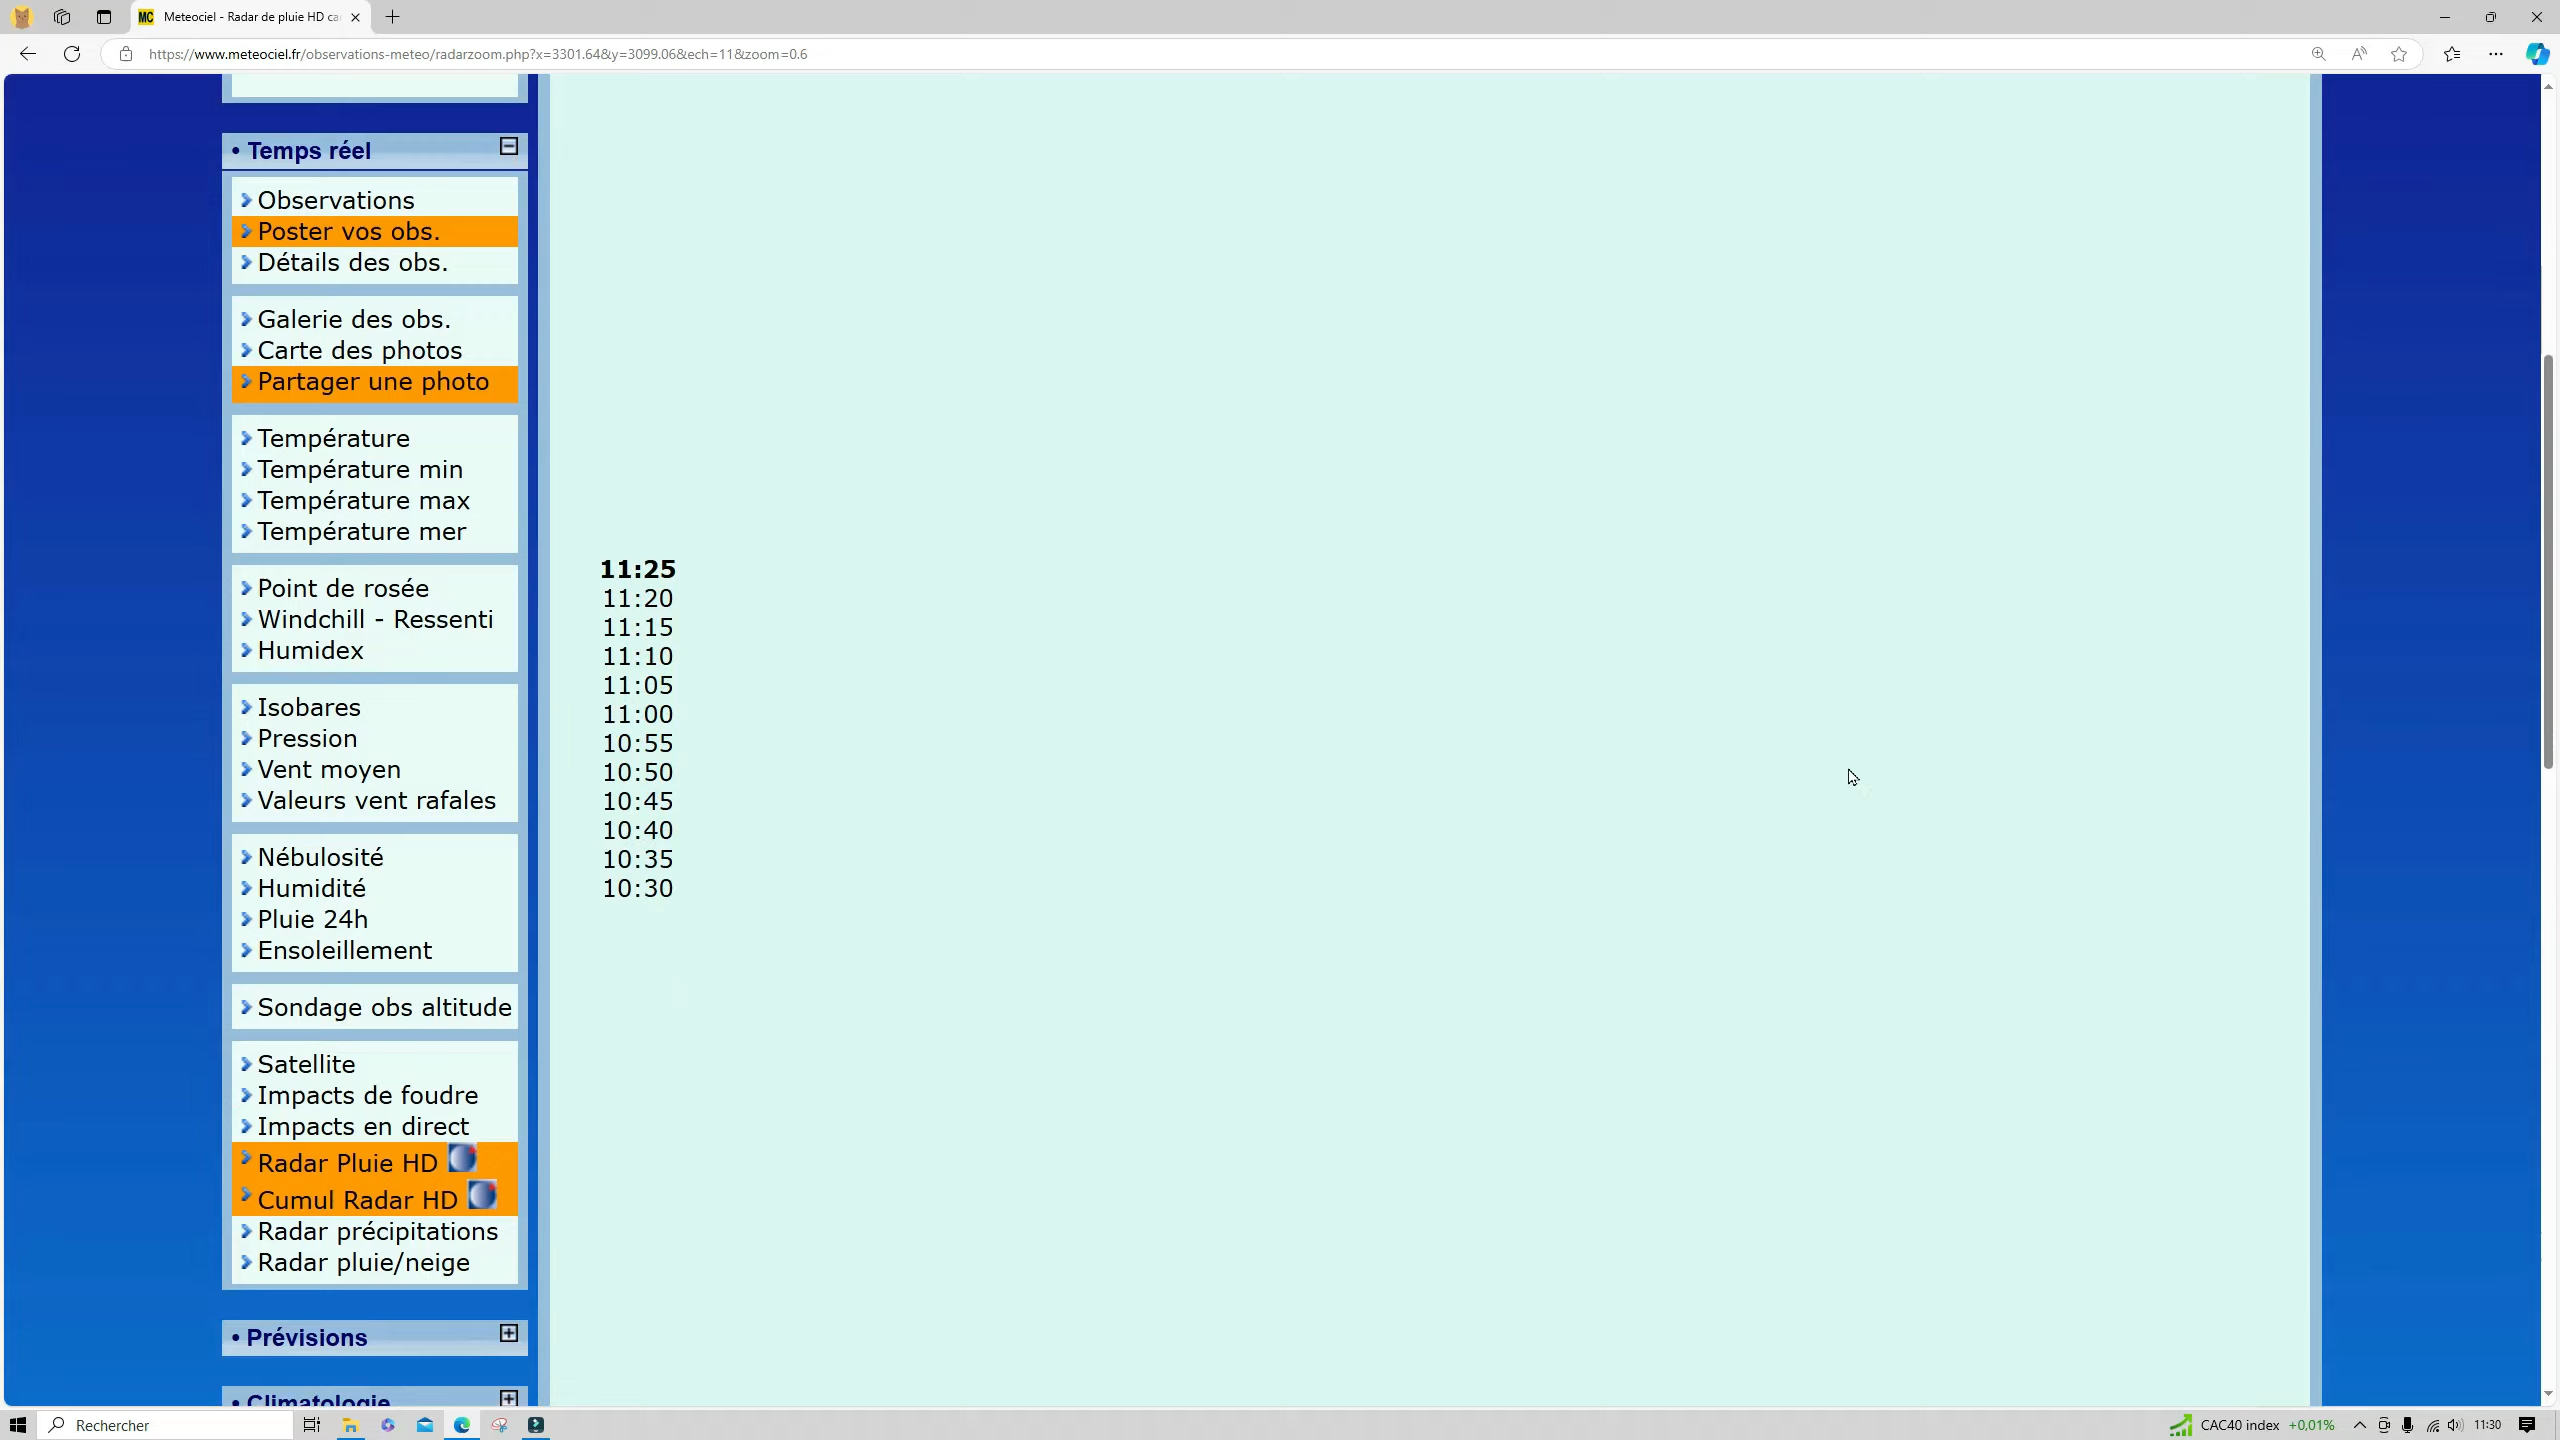 Meteociel - Radar de pluie HD ca
https://www.meteociel.fr/observations-meteo/radarzoom.php?x=3301.64&y=3099.06&ech=11&zoom=0.6
• Temps réel
Observations
Poster vos obs.
Détails des obs.
Galerie des obs.
Carte des photos
Partager une photo
Température
Température min
Température max
Température mer
Point de rosée
Windchill - Ressenti
Humidex
Isobares
Pression
Vent moyen
Valeurs vent rafales
Nébulosité
Humidité
Pluie 24h
Ensoleillement
Sondage obs altitude
Satellite
Impacts de foudre
Impacts en direct
Radar Pluie HD
Cumul Radar HD
Radar précipitations
Radar pluie/neige
• Prévisions
• Climatologie
11:25
11:20
11:15
11:10
11:05
11:00
10:55
10:50
10:45
10:40
10:35
10:30
Rechercher
CAC40 index +0,01%
11:30